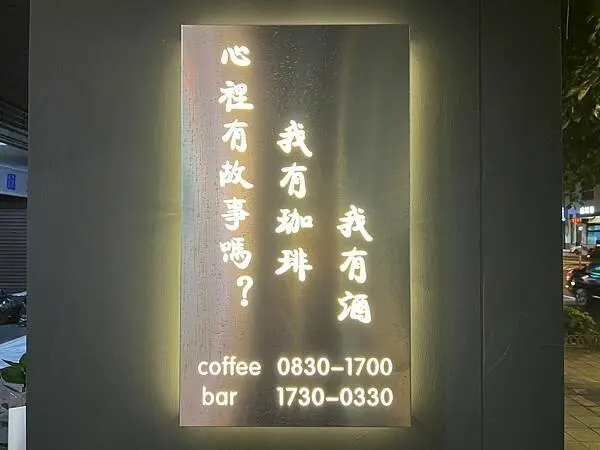 心裡有故事嗎？
我有珈琲
我有酒
coffee 0830-1700
bar 1730-0330